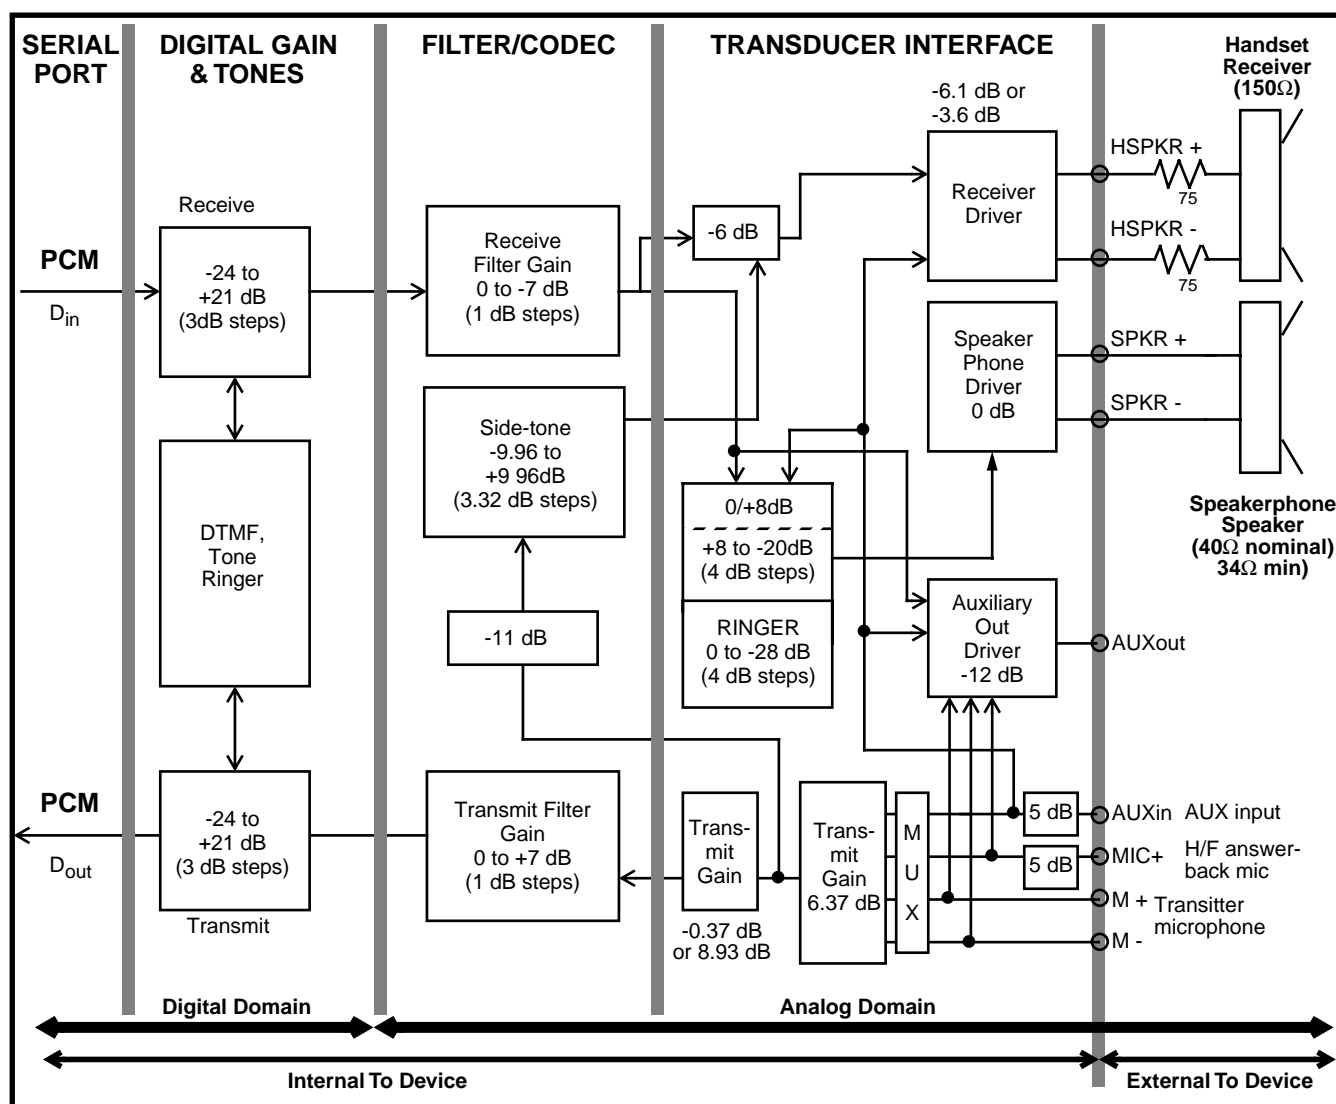 SERIAL
PORT
DIGITAL GAIN
& TONES
FILTER/CODEC
TRANSDUCER INTERFACE
Handset
Receiver
(150Ω)
-6.1 dB or
-3.6 dB
HSPKR +
75
Receive
-6 dB
Receiver
Driver
PCM
Din
-24 to
+21 dB
(3dB steps)
Receive
Filter Gain
0 to -7 dB
(1 dB steps)
HSPKR -
75
Speaker
Phone
Driver
0 dB
SPKR +
SPKR -
Side-tone
-9.96 to
+9 96dB
(3.32 dB steps)
DTMF,
Tone
Ringer
0/+8dB
+8 to -20dB
(4 dB steps)
RINGER
0 to -28 dB
(4 dB steps)
Speakerphone
Speaker
(40Ω nominal)
34Ω min)
-11 dB
Auxiliary
Out
Driver
-12 dB
AUXout
PCM
Dout
-24 to
+21 dB
(3 dB steps)
Transmit
Transmit Filter
Gain
0 to +7 dB
(1 dB steps)
Trans-
mit
Gain
-0.37 dB
or 8.93 dB
Trans-
mit
Gain
6.37 dB
M
U
X
5 dB
AUXin
AUX input
5 dB
MIC+
H/F answer-
back mic
M +
Transitter
microphone
M -
Digital Domain
Analog Domain
Internal To Device
External To Device